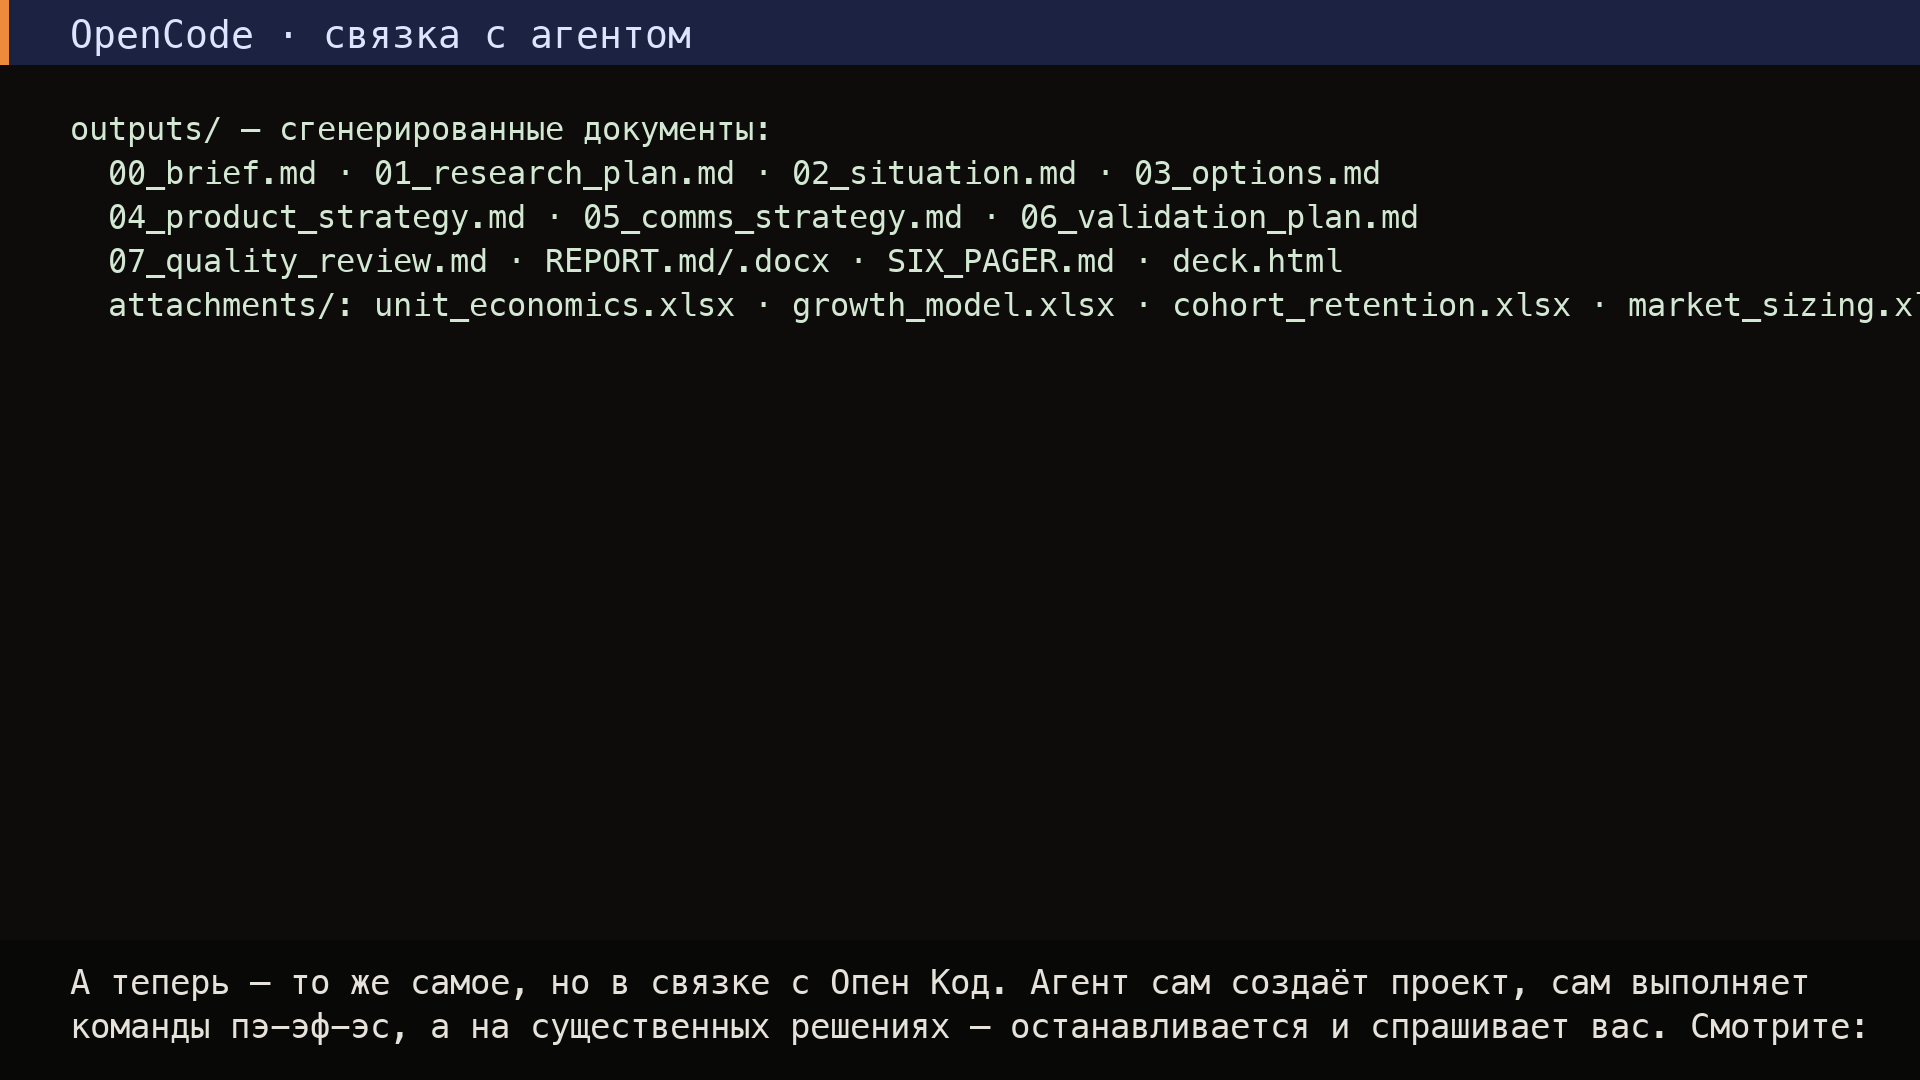 OpenCode · связка с агентом
outputs/ — сгенерированные документы:
00_brief.md · 01_research_plan.md · 02_situation.md · 03_options.md
04_product_strategy.md · 05_comms_strategy.md · 06_validation_plan.md
07_quality_review.md · REPORT.md/.docx · SIX_PAGER.md · deck.html
attachments/: unit_economics.xlsx · growth_model.xlsx · cohort_retention.xlsx · market_sizing.xl
А теперь — то же самое, но в связке с Опен Код. Агент сам создаёт проект, сам выполняет
команды пэ—эф—эс, а на существенных решениях — останавливается и спрашивает вас. Смотрите: